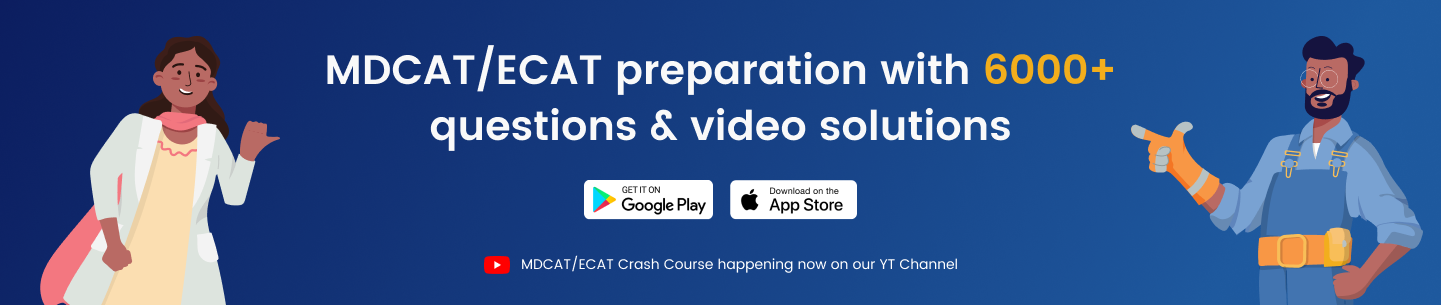 MDCAT/ECAT preparation with 6000+
questions & video solutions
GET IT ON
Google Play
Download on the
App Store
MDCAT/ECAT Crash Course happening now on our YT Channel